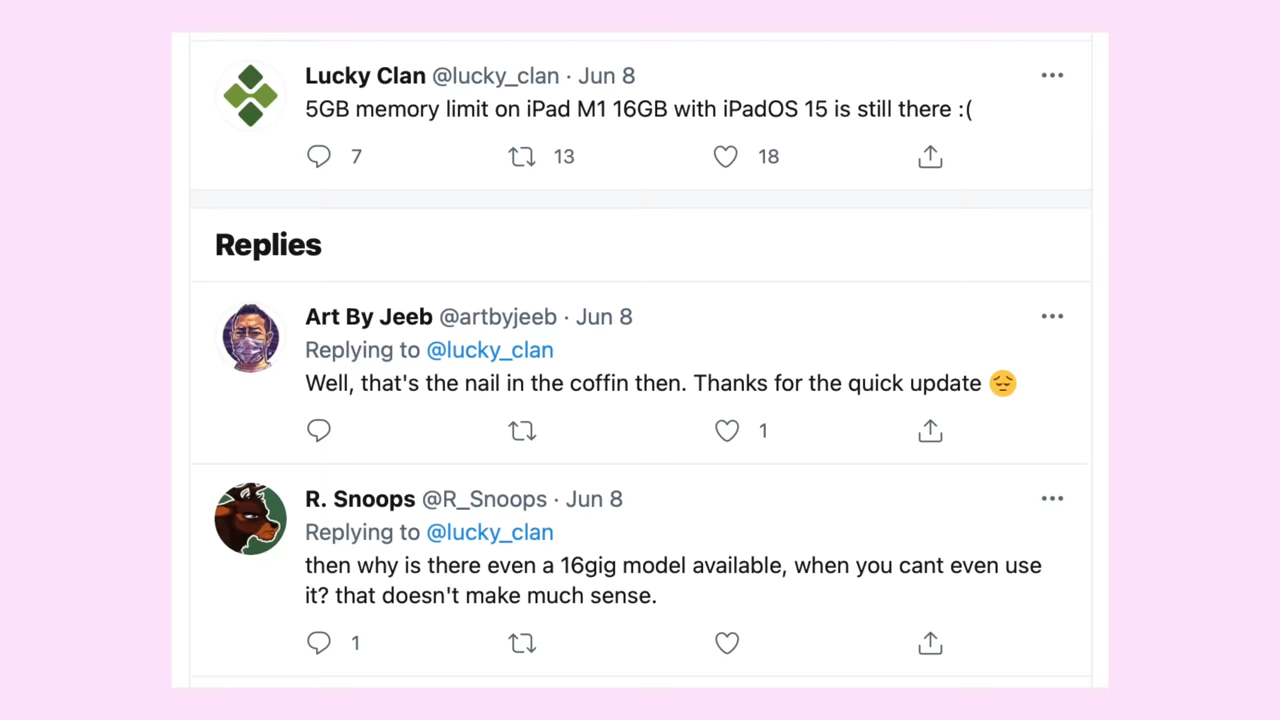 Lucky Clan @lucky_clan · Jun 8
5GB memory limit on iPad M1 16GB with iPadOS 15 is still there :(
7 13 18
Replies
Art By Jeeb @artbyjeeb · Jun 8
Replying to @lucky_clan
Well, that's the nail in the coffin then. Thanks for the quick update 😔
1
R. Snoops @R_Snoops · Jun 8
Replying to @lucky_clan
then why is there even a 16gig model available, when you cant even use
it? that doesn't make much sense.
1